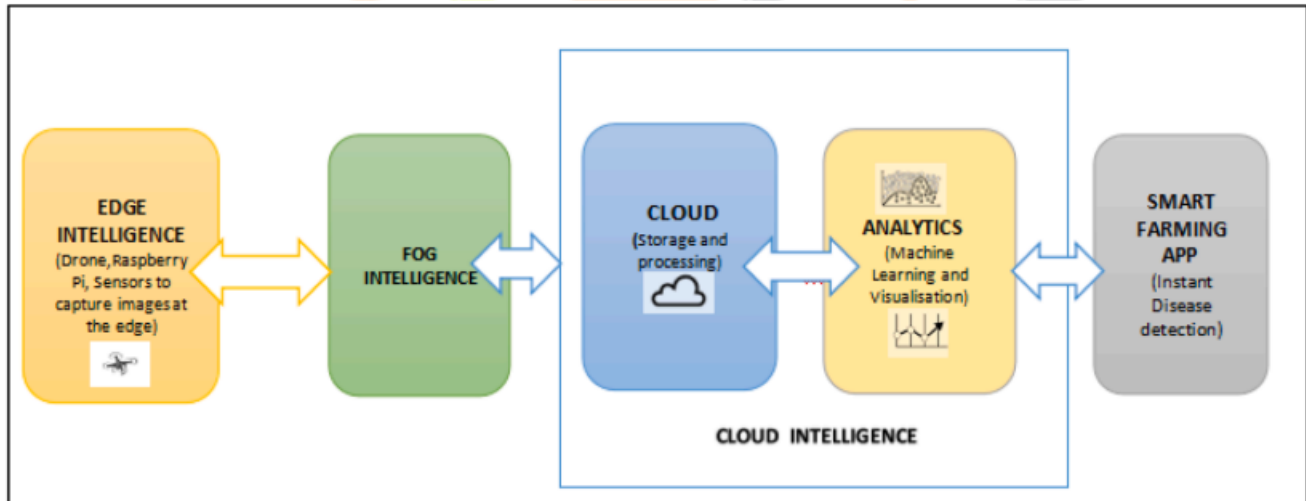 EDGE
INTELLIGENCE
(Drone,Raspberry
Pi, Sensors to
capture images at
the edge)
FOG
INTELLIGENCE
CLOUD
(Storage and
processing)
ANALYTICS
(Machine
Learning and
Visualisation)
SMART
FARMING
APP
(Instant
Disease
detection)
CLOUD INTELLIGENCE